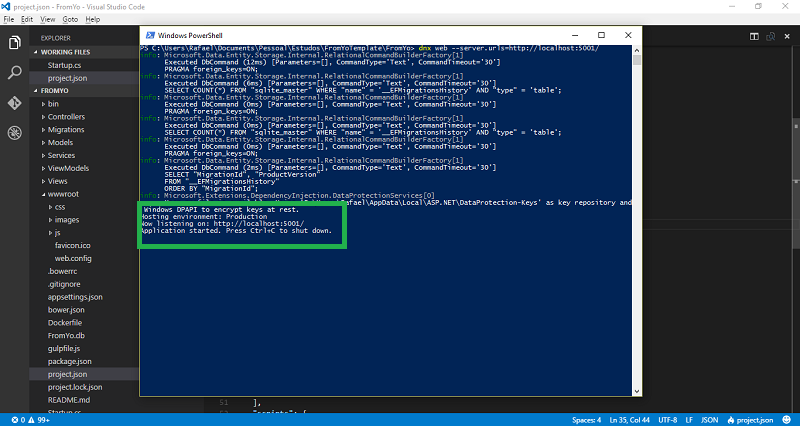 project.json - FromYo - Visual Studio Code
File Edit View Goto Help
EXPLORER
WORKING FILES
Startup.cs
project.json
FROMYO
bin
Controllers
Migrations
Models
Services
ViewModels
Views
wwwroot
css
images
js
favicon.ico
web.config
.bowerrc
.gitignore
appsettings.json
bower.json
Dockerfile
FromYo.db
gulpfile.js
package.json
project.json
project.lock.json
README.md
Startup.cs
Windows PowerShell
PS C:\Users\Rafael\Documents\Pessoal\Estudos\FromYoTemplate\FromYo> dnx web --server.urls=http://localhost:5001/
info: Microsoft.Data.Entity.Storage.Internal.RelationalCommandBuilderFactory[1]
Executed DbCommand (12ms) [Parameters=[], CommandType='Text', CommandTimeout='30']
PRAGMA foreign_keys=ON;
info: Microsoft.Data.Entity.Storage.Internal.RelationalCommandBuilderFactory[1]
Executed DbCommand (6ms) [Parameters=[], CommandType='Text', CommandTimeout='30']
SELECT COUNT(*) FROM "sqlite_master" WHERE "name" = '__EFMigrationsHistory' AND "type" = 'table';
info: Microsoft.Data.Entity.Storage.Internal.RelationalCommandBuilderFactory[1]
Executed DbCommand (0ms) [Parameters=[], CommandType='Text', CommandTimeout='30']
PRAGMA foreign_keys=ON;
info: Microsoft.Data.Entity.Storage.Internal.RelationalCommandBuilderFactory[1]
Executed DbCommand (0ms) [Parameters=[], CommandType='Text', CommandTimeout='30']
SELECT COUNT(*) FROM "sqlite_master" WHERE "name" = '__EFMigrationsHistory' AND "type" = 'table';
info: Microsoft.Data.Entity.Storage.Internal.RelationalCommandBuilderFactory[1]
Executed DbCommand (0ms) [Parameters=[], CommandType='Text', CommandTimeout='30']
PRAGMA foreign_keys=ON;
info: Microsoft.Data.Entity.Storage.Internal.RelationalCommandBuilderFactory[1]
Executed DbCommand (2ms) [Parameters=[], CommandType='Text', CommandTimeout='30']
SELECT "MigrationId", "ProductVersion"
FROM "__EFMigrationsHistory"
ORDER BY "MigrationId";
info: Microsoft.Extensions.DependencyInjection.DataProtectionServices[0]
Rafael\AppData\Local\ASP.NET\DataProtection-Keys' as key repository and
Windows DPAPI to encrypt keys at rest.
Hosting environment: Production
Now listening on: http://localhost:5001/
Application started. Press Ctrl+C to shut down.
51 ],
"scripts": {
0 99+
Spaces: 4 Ln 35, Col 44 UTF-8 LF JSON project.json